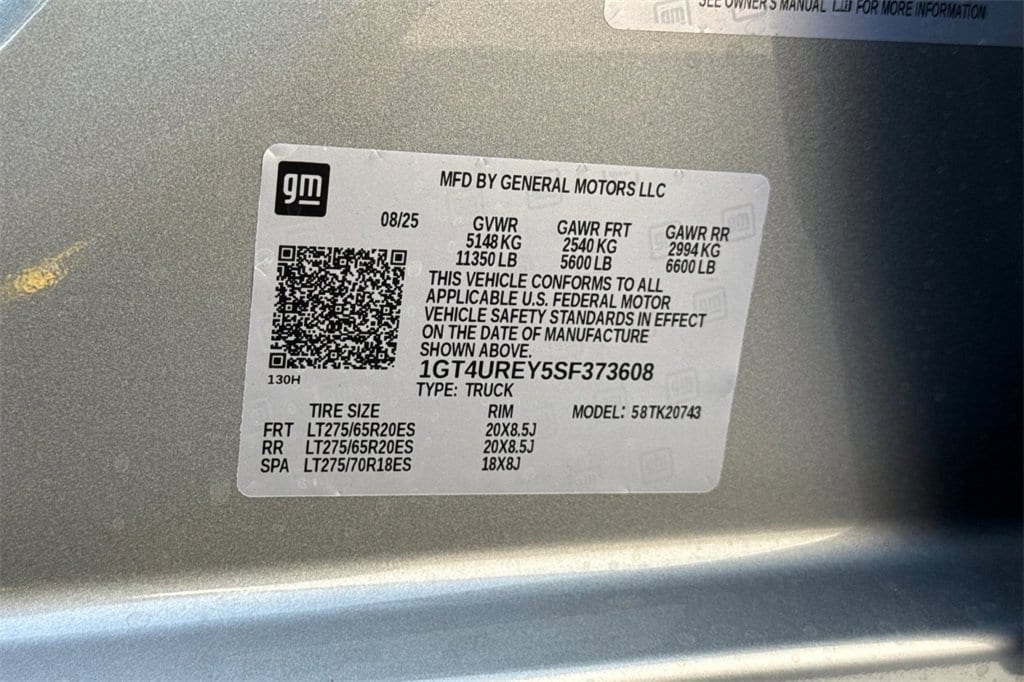 SEE OWNER'S MANUAL FOR MORE INFORMATION
gm
MFD BY GENERAL MOTORS LLC
08/25 GVWR GAWR FRT GAWR RR
5148 KG 2540 KG 2994 KG
11350 LB 5600 LB 6600 LB
THIS VEHICLE CONFORMS TO ALL
APPLICABLE U.S. FEDERAL MOTOR
VEHICLE SAFETY STANDARDS IN EFFECT
ON THE DATE OF MANUFACTURE
SHOWN ABOVE.
130H
1GT4UREY5SF373608
TYPE: TRUCK
TIRE SIZE RIM MODEL: 58TK20743
FRT LT275/65R20ES 20X8.5J
RR LT275/65R20ES 20X8.5J
SPA LT275/70R18ES 18X8J